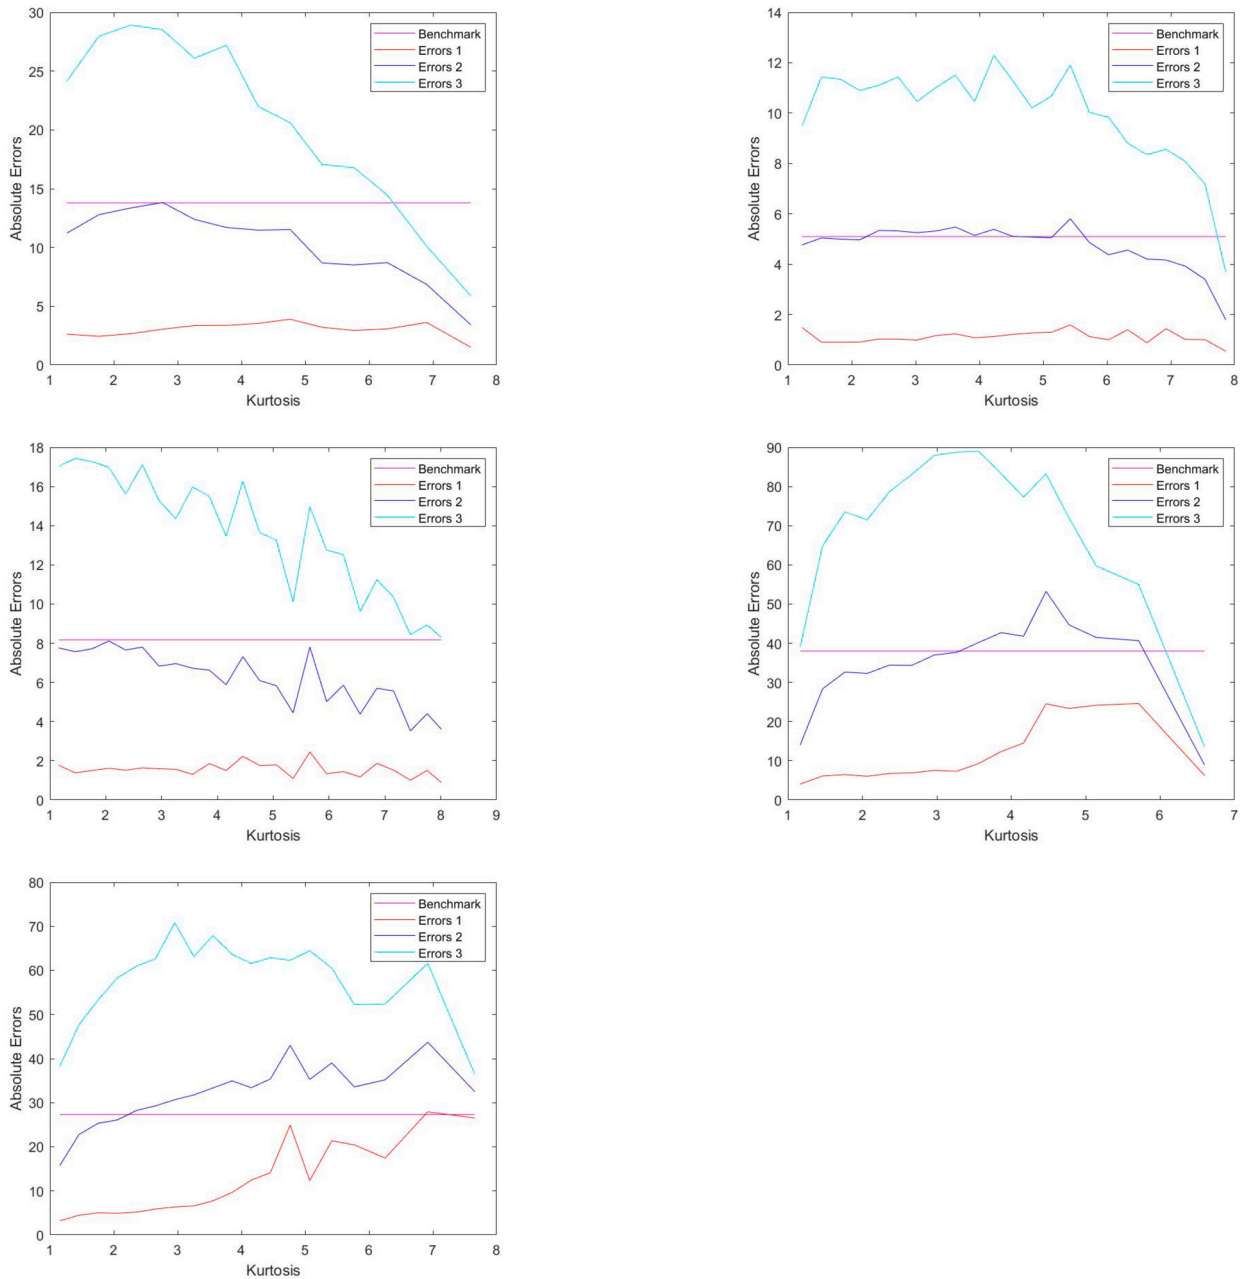 30
25
20
15
10
5
0
Absolute Errors
1 2 3 4 5 6 7 8
Kurtosis
Benchmark
Errors 1
Errors 2
Errors 3
14
12
10
8
6
4
2
0
Absolute Errors
1 2 3 4 5 6 7 8
Kurtosis
Benchmark
Errors 1
Errors 2
Errors 3
18
16
14
12
10
8
6
4
2
0
Absolute Errors
1 2 3 4 5 6 7 8 9
Kurtosis
Benchmark
Errors 1
Errors 2
Errors 3
90
80
70
60
50
40
30
20
10
0
Absolute Errors
1 2 3 4 5 6 7
Kurtosis
Benchmark
Errors 1
Errors 2
Errors 3
80
70
60
50
40
30
20
10
0
Absolute Errors
1 2 3 4 5 6 7 8
Kurtosis
Benchmark
Errors 1
Errors 2
Errors 3